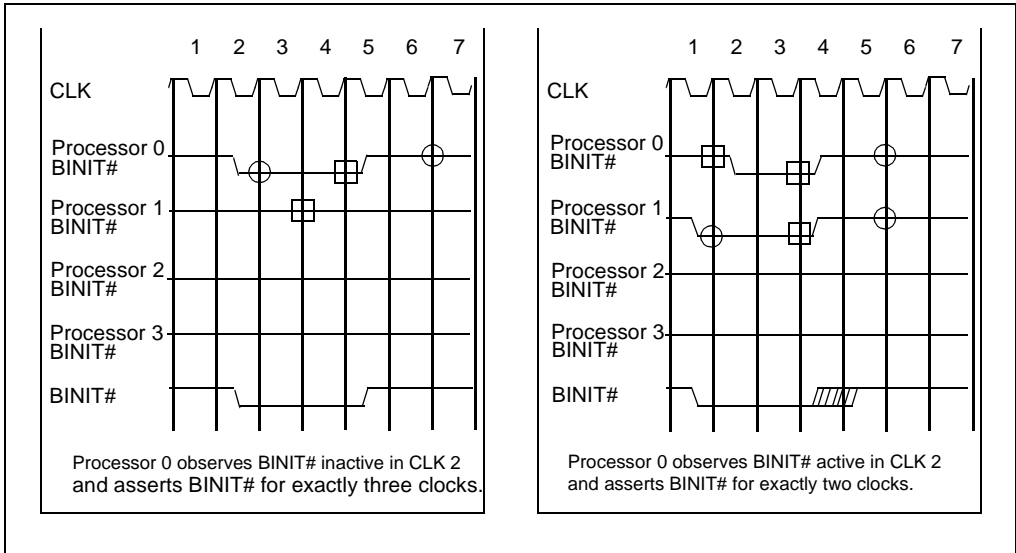 1 2 3 4 5 6 7
CLK
Processor 0
BINIT#
Processor 1
BINIT#
Processor 2
BINIT#
Processor 3
BINIT#
BINIT#
Processor 0 observes BINIT# inactive in CLK 2
and asserts BINIT# for exactly three clocks.
1 2 3 4 5 6 7
CLK
Processor 0
BINIT#
Processor 1
BINIT#
Processor 2
BINIT#
Processor 3
BINIT#
BINIT#
Processor 0 observes BINIT# active in CLK 2
and asserts BINIT# for exactly two clocks.